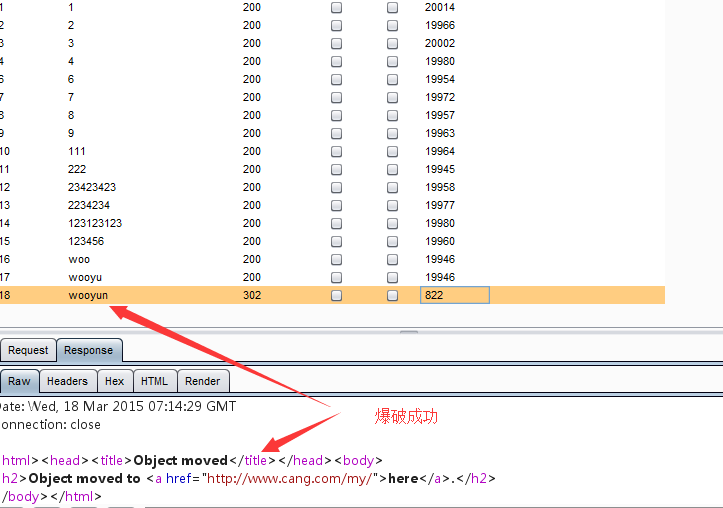 1 1 200 20014
2 2 200 19966
3 3 200 20002
4 4 200 19980
6 6 200 19954
7 7 200 19972
8 8 200 19957
9 9 200 19963
10 111 200 19964
11 222 200 19945
12 23423423 200 19958
13 2234234 200 19977
14 123123123 200 19980
15 123456 200 19960
16 woo 200 19946
17 wooyu 200 19946
18 wooyun 302 822
Request Response
Raw Headers Hex HTML Render
Date: Wed, 18 Mar 2015 07:14:29 GMT
爆破成功
onnection: close
html><head><title>Object moved</title></head><body>
h2>Object moved to <a href="http://www.cang.com/my/">here</a>.</h2>
/body></html>